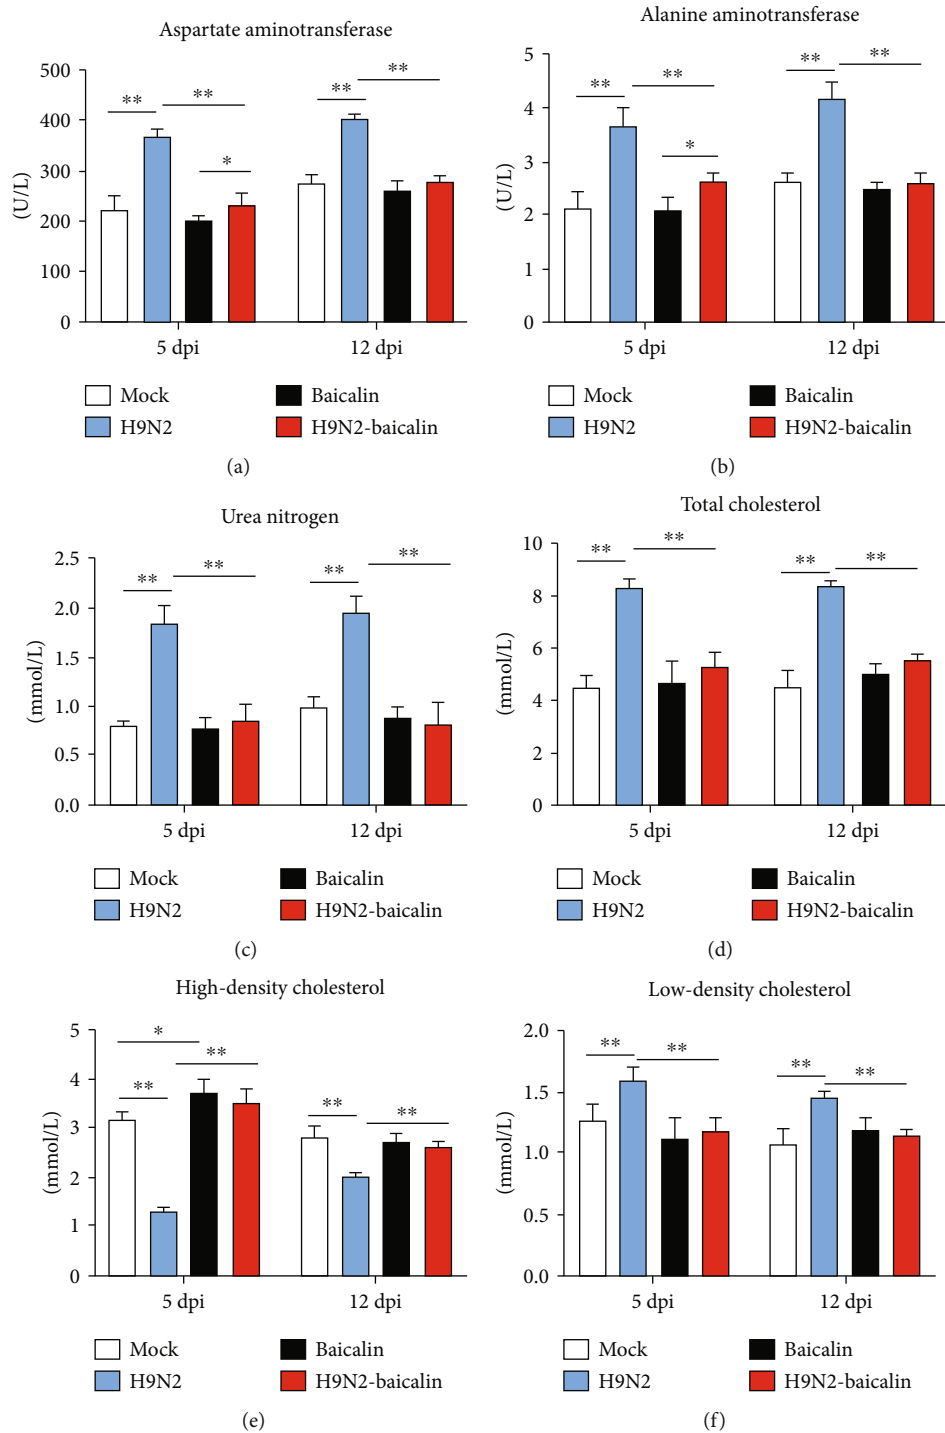 Aspartate aminotransferase
500
400
300
200
100
0
(U/L)
**
**
*
**
**
5 dpi
12 dpi
Mock
Baicalin
H9N2
H9N2-baicalin
(a)
Alanine aminotransferase
5
4
3
2
1
0
(U/L)
**
**
*
**
**
5 dpi
12 dpi
Mock
Baicalin
H9N2
H9N2-baicalin
(b)
Urea nitrogen
2.5
2.0
1.5
1.0
0.5
0.0
(mmol/L)
**
**
**
**
5 dpi
12 dpi
Mock
Baicalin
H9N2
H9N2-baicalin
(c)
Total cholesterol
10
8
6
4
2
0
(mmol/L)
**
**
**
**
5 dpi
12 dpi
Mock
Baicalin
H9N2
H9N2-baicalin
(d)
High-density cholesterol
5
4
3
2
1
0
(mmol/L)
*
**
**
**
**
5 dpi
12 dpi
Mock
Baicalin
H9N2
H9N2-baicalin
(e)
Low-density cholesterol
2.0
1.5
1.0
0.5
0.0
(mmol/L)
**
**
**
**
5 dpi
12 dpi
Mock
Baicalin
H9N2
H9N2-baicalin
(f)